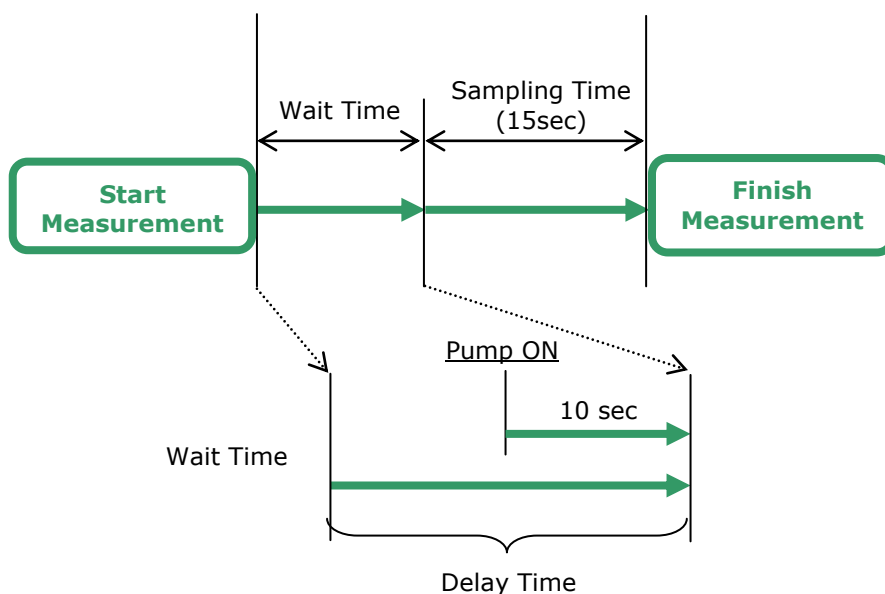 Wait Time
Sampling Time
(15sec)
Start
Measurement
Finish
Measurement
Pump ON
10 sec
Wait Time
Delay Time